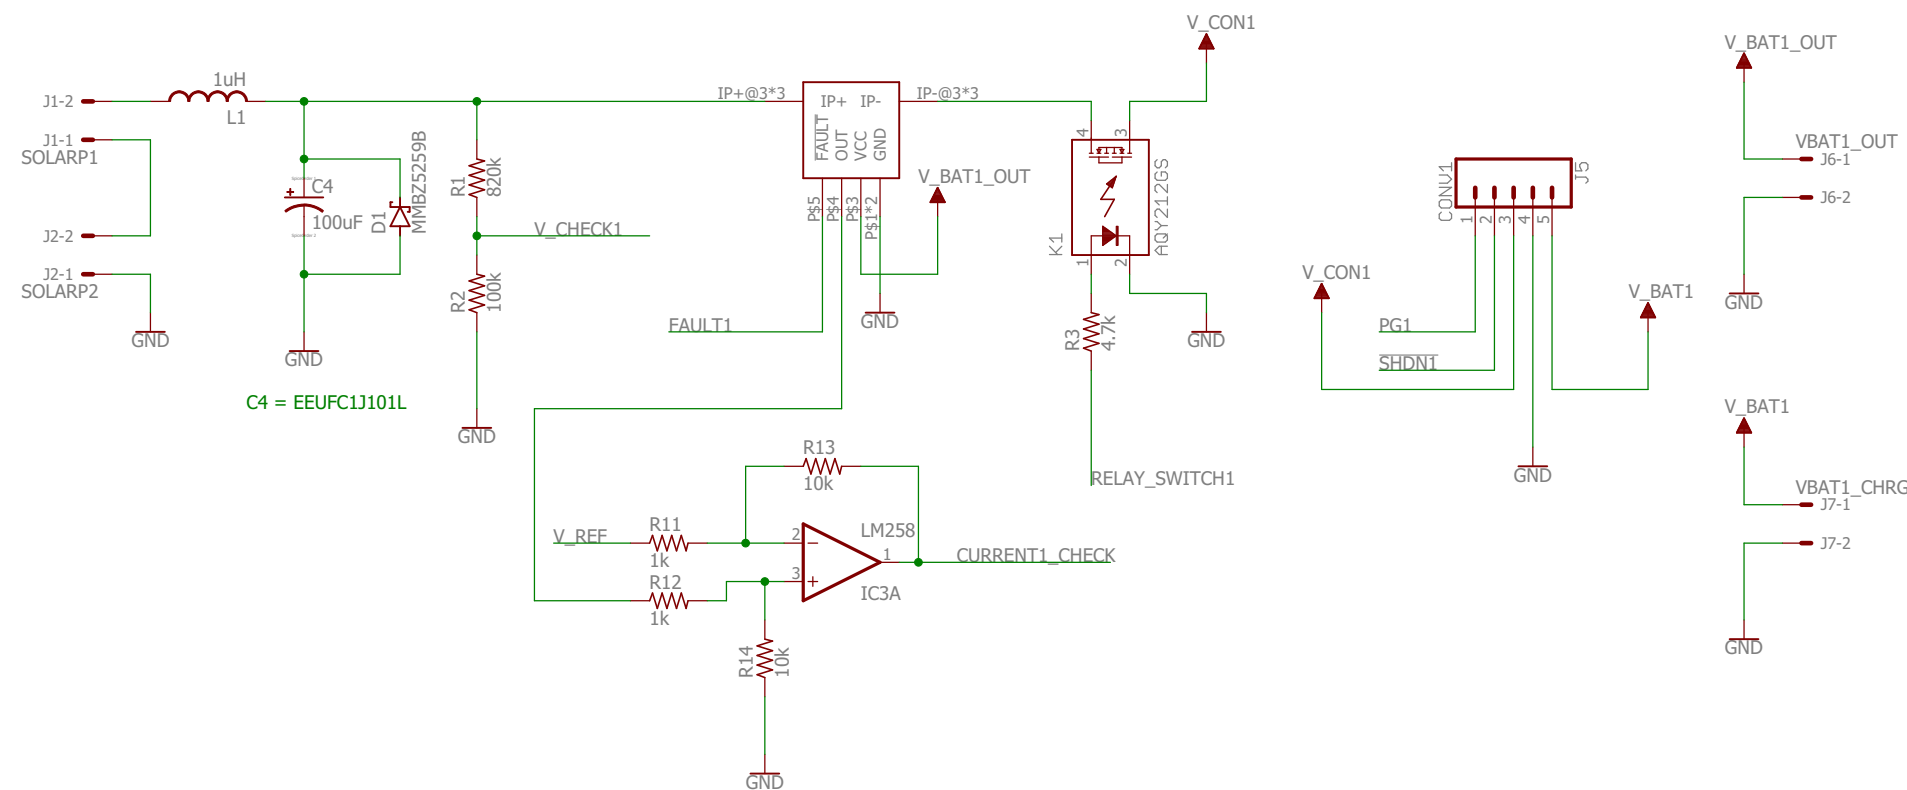 J1-2
1uH
L1
J1-1
SOLARP1
J2-2
J2-1
SOLARP2
GND
C4
100uF
D1
MMBZ5259B
GND
C4 = EEUFC1J101L
R1
820k
V_CHECK1
R2
100k
GND
IP+@3*3
IP+ IP-
FAULT
OUT
VCC
GND
IP-@3*3
P$5
P$4
P$3
P$1*2
V_BAT1_OUT
GND
FAULT1
V_CON1
4
3
K1
AQY212GS
1
2
R3
4.7k
GND
RELAY_SWITCH1
R13
10k
V_REF
R11
1k
R12
1k
2
3
1
LM258
IC3A
CURRENT1_CHECK
R14
10k
GND
CONV1
J5
1
2
3
4
5
V_CON1
PG1
SHDN1
V_BAT1
GND
V_BAT1_OUT
VBAT1_OUT
J6-1
J6-2
GND
V_BAT1
VBAT1_CHRG
J7-1
J7-2
GND